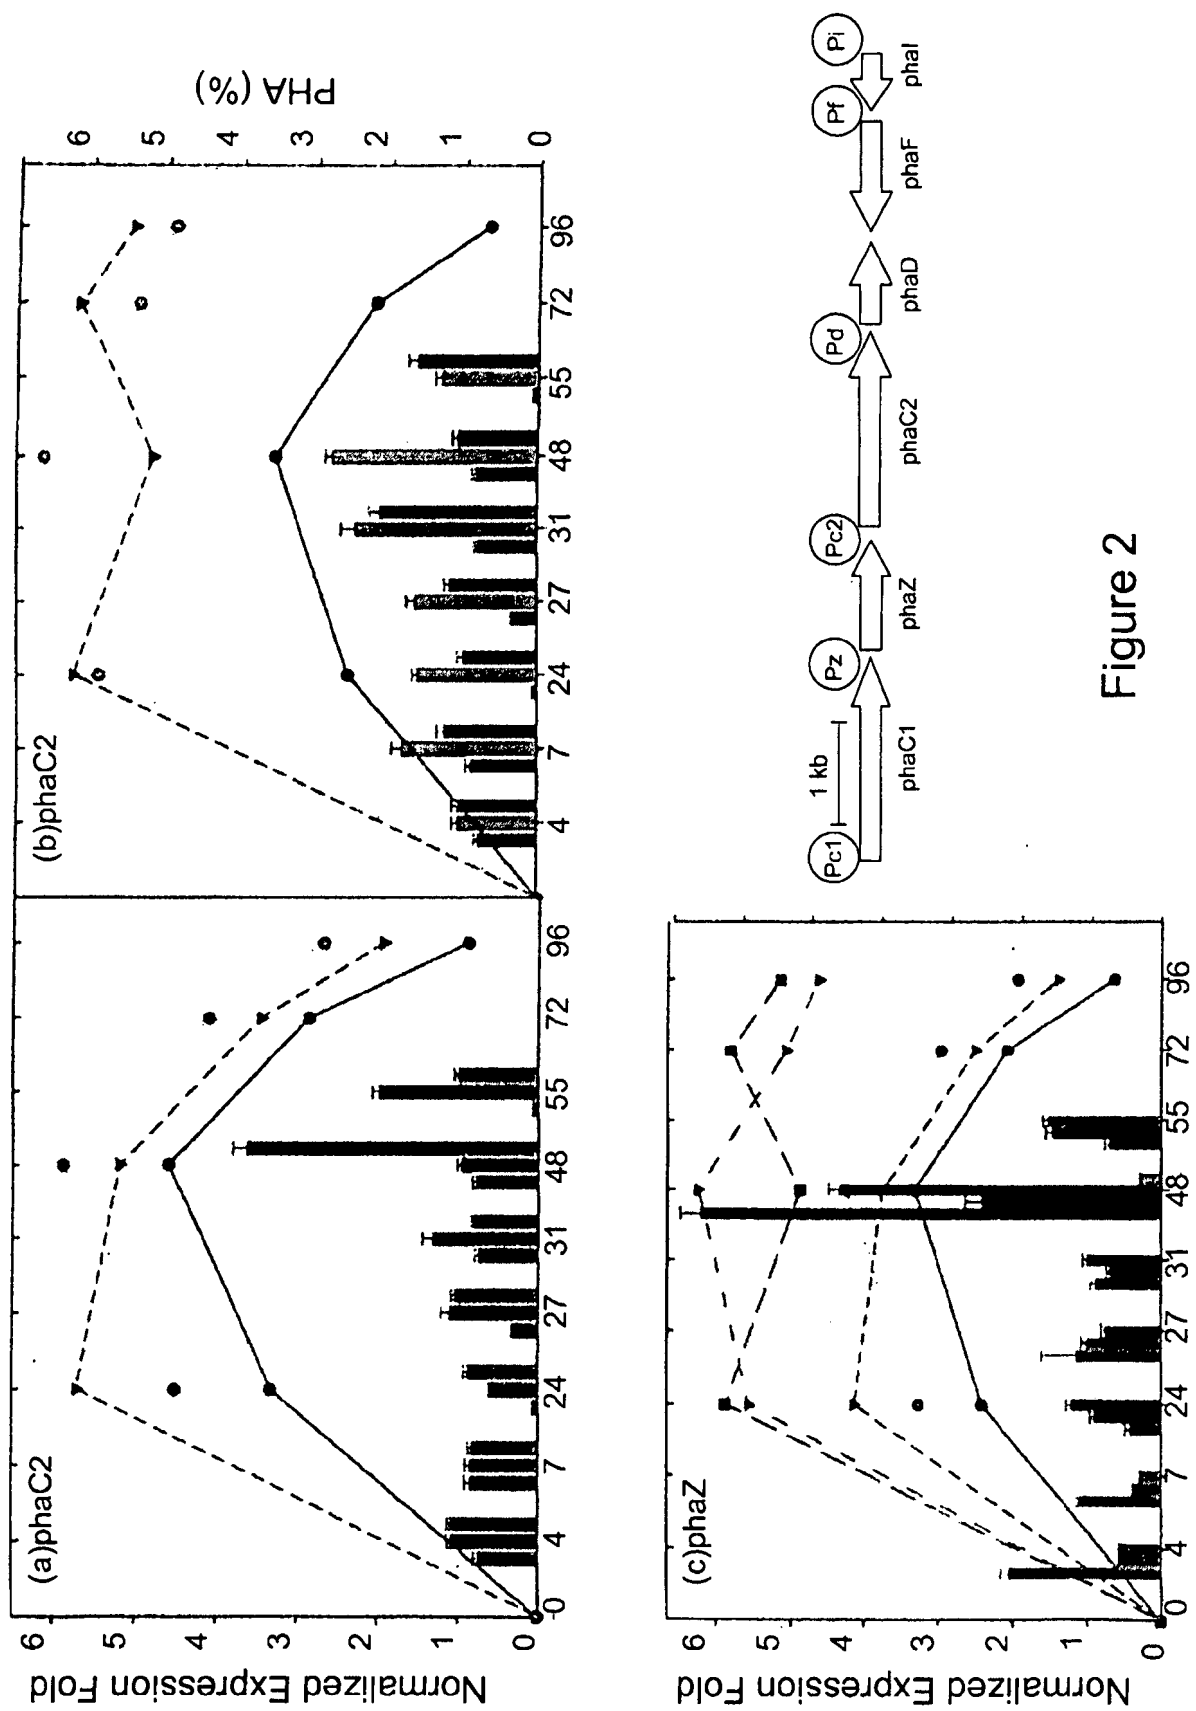 (a)phaC2
6
5
4
3
2
1
0
Normalized Expression Fold
0 4 7 24 27 31 48 55 72 96
(b)phaC2
4 7 24 27 31 48 55 72 96
6
5
4
3
2
1
0
PHA (%)
(c)phaZ
6
5
4
3
2
1
0
Normalized Expression Fold
0 4 7 24 27 31 48 55 72 96
Pc1 Pz Pc2 Pd Pf Pi
1 kb
phaC1 phaZ phaC2 phaD phaF phaI
Figure 2